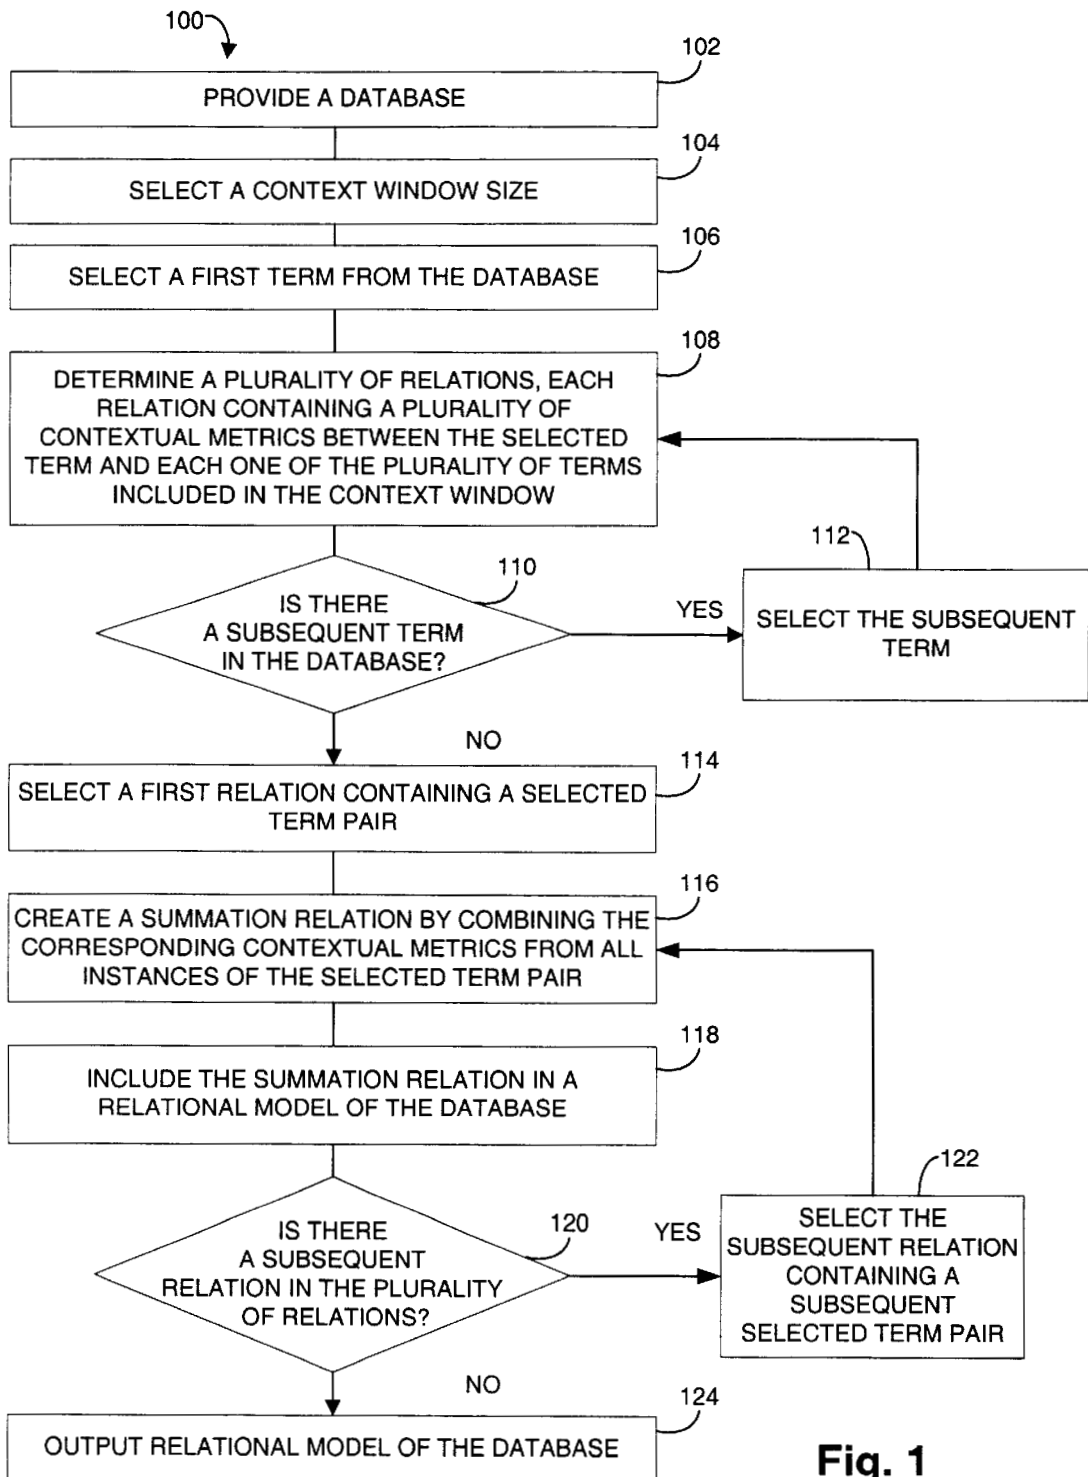 100
102
PROVIDE A DATABASE
104
SELECT A CONTEXT WINDOW SIZE
106
SELECT A FIRST TERM FROM THE DATABASE
108
DETERMINE A PLURALITY OF RELATIONS, EACH
RELATION CONTAINING A PLURALITY OF
CONTEXTUAL METRICS BETWEEN THE SELECTED
TERM AND EACH ONE OF THE PLURALITY OF TERMS
INCLUDED IN THE CONTEXT WINDOW
110
IS THERE
A SUBSEQUENT TERM
IN THE DATABASE?
YES
112
SELECT THE SUBSEQUENT
TERM
NO
114
SELECT A FIRST RELATION CONTAINING A SELECTED
TERM PAIR
116
CREATE A SUMMATION RELATION BY COMBINING THE
CORRESPONDING CONTEXTUAL METRICS FROM ALL
INSTANCES OF THE SELECTED TERM PAIR
118
INCLUDE THE SUMMATION RELATION IN A
RELATIONAL MODEL OF THE DATABASE
120
IS THERE
A SUBSEQUENT
RELATION IN THE PLURALITY
OF RELATIONS?
YES
122
SELECT THE
SUBSEQUENT RELATION
CONTAINING A
SUBSEQUENT
SELECTED TERM PAIR
NO
124
OUTPUT RELATIONAL MODEL OF THE DATABASE
Fig. 1